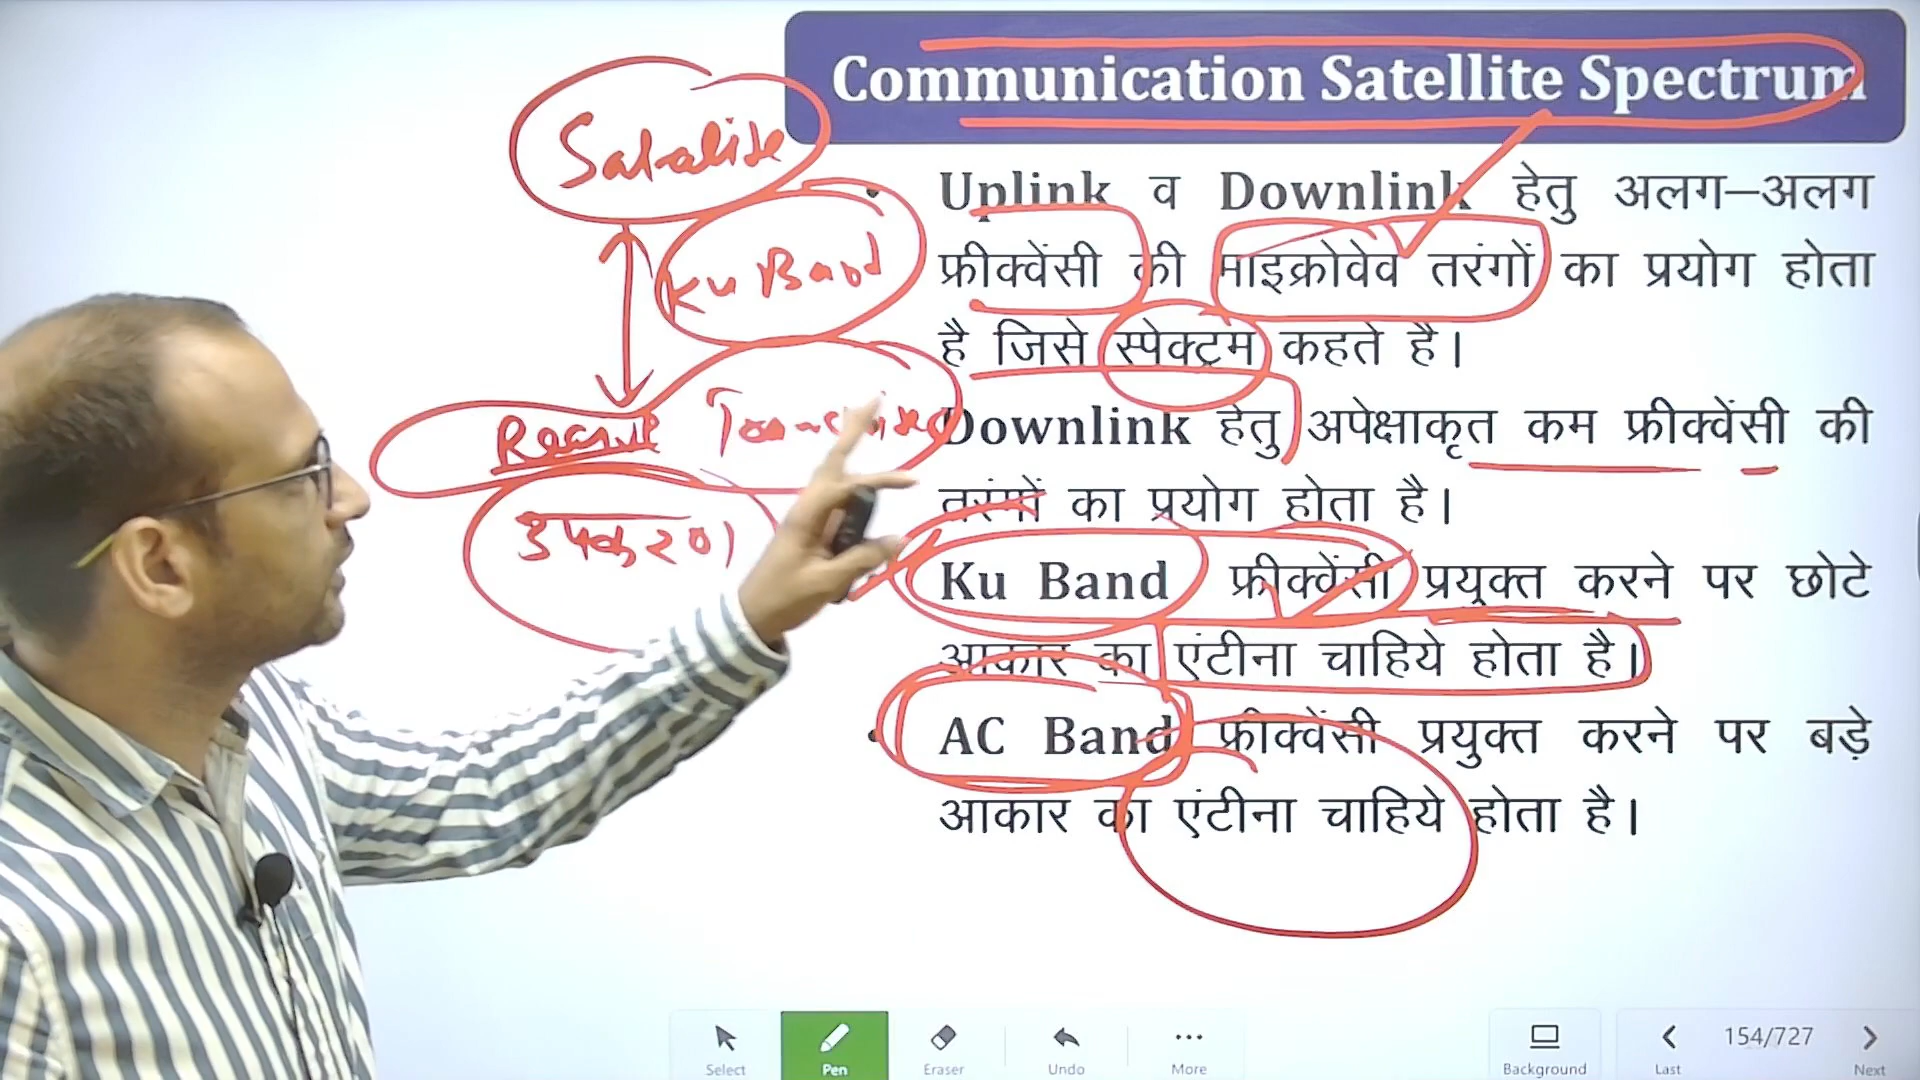 Communication Satellite Spectrum
Satalite
Ku Band
उपकरण
Uplink व Downlink हेतु अलग–अलग
फ्रीक्वेंसी की माइक्रोवेव तरंगों का प्रयोग होता
है जिसे स्पेक्ट्रम कहते है।
Downlink हेतु अपेक्षाकृत कम फ्रीक्वेंसी की
तरंगों का प्रयोग होता है।
Ku Band फ्रीक्वेंसी प्रयुक्त करने पर छोटे
आकार का एंटीना चाहिये होता है।
AC Band फ्रीक्वेंसी प्रयुक्त करने पर बड़े
आकार का एंटीना चाहिये होता है।
Select Pen Eraser Undo More Background Last 154/727 Next